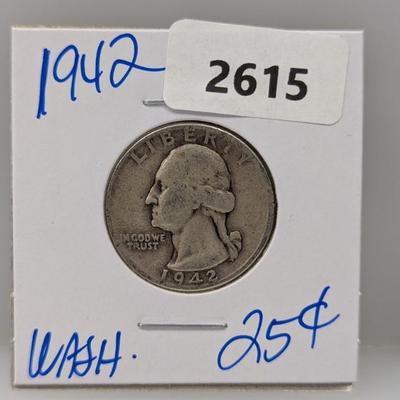 1942
2615
LIBERTY
IN GOD WE
TRUST
1942
WASH.
25¢